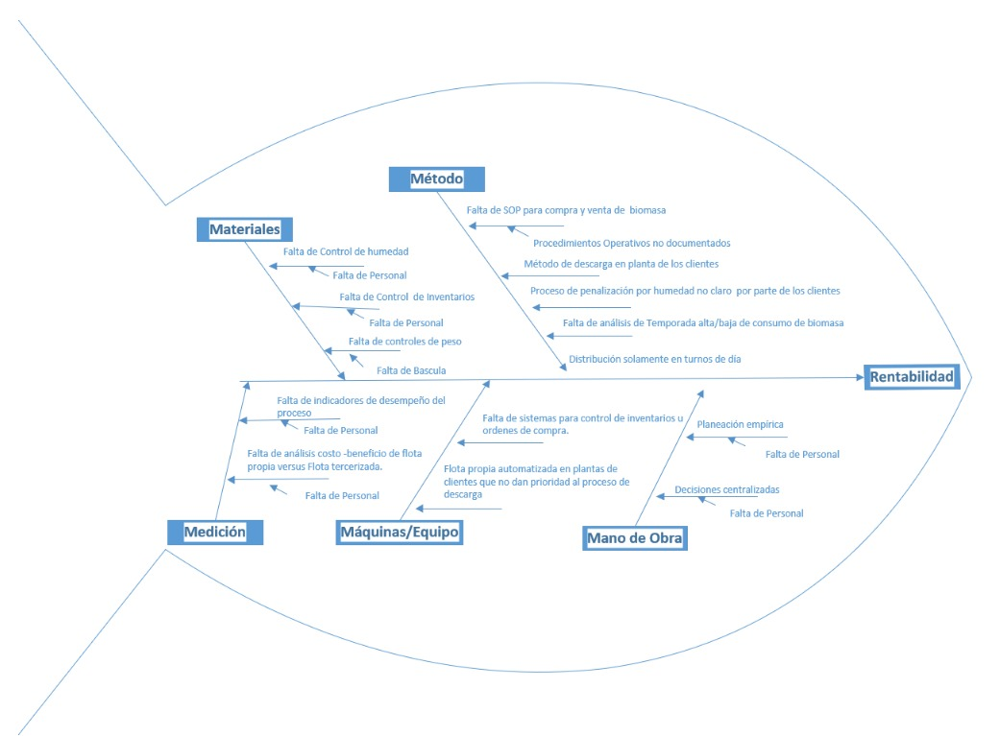 Método
Falta de SOP para compra y venta de biomasa
Procedimientos Operativos no documentados
Método de descarga en planta de los clientes
Proceso de penalización por humedad no claro por parte de los clientes
Falta de análisis de Temporada alta/baja de consumo de biomasa
Distribución solamente en turnos de día
Materiales
Falta de Control de humedad
Falta de Personal
Falta de Control de Inventarios
Falta de Personal
Falta de controles de peso
Falta de Bascula
Rentabilidad
Falta de indicadores de desempeño del
proceso
Falta de Personal
Falta de análisis costo -beneficio de flota
propia versus Flota tercerizada.
Falta de Personal
Medición
Falta de sistemas para control de inventarios u
ordenes de compra.
Flota propia automatizada en plantas de
clientes que no dan prioridad al proceso de
descarga
Máquinas/Equipo
Planeación empírica
Falta de Personal
Decisiones centralizadas
Falta de Personal
Mano de Obra